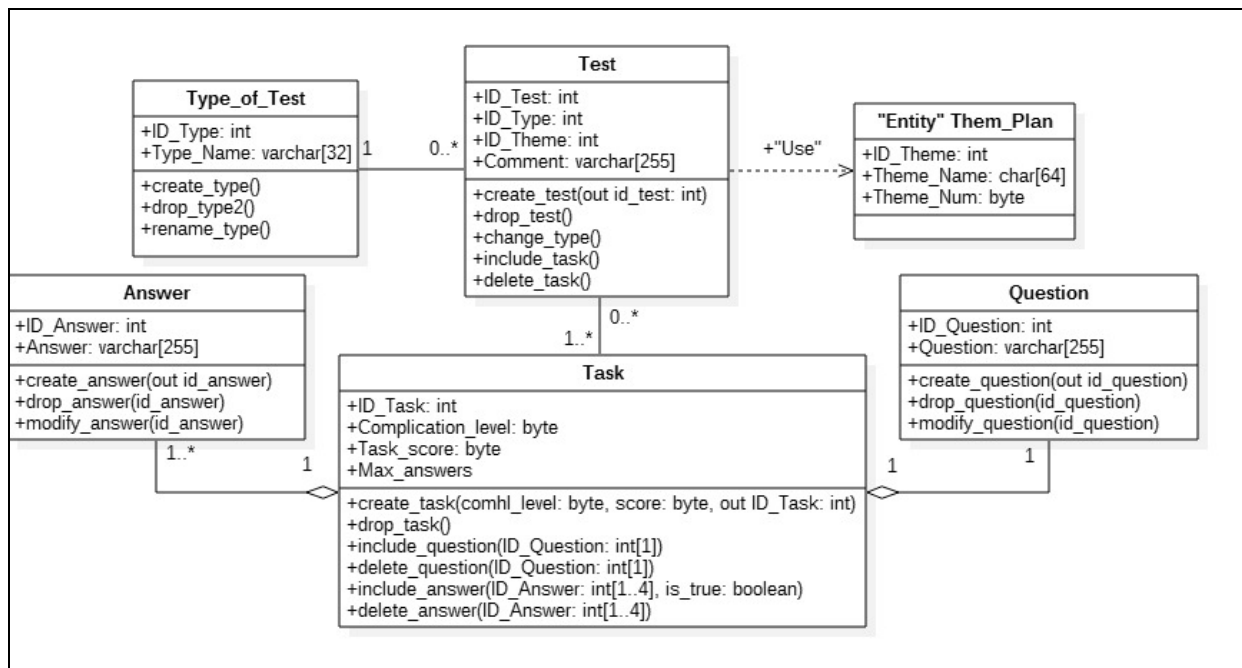 Type_of_Test
+ID_Type: int
+Type_Name: varchar[32]
+create_type()
+drop_type2()
+rename_type()
1
0..*
Test
+ID_Test: int
+ID_Type: int
+ID_Theme: int
+Comment: varchar[255]
+create_test(out id_test: int)
+drop_test()
+change_type()
+include_task()
+delete_task()
+"Use"
"Entity" Them_Plan
+ID_Theme: int
+Theme_Name: char[64]
+Theme_Num: byte
Answer
+ID_Answer: int
+Answer: varchar[255]
+create_answer(out id_answer)
+drop_answer(id_answer)
+modify_answer(id_answer)
1..*
1
0..*
1..*
Task
+ID_Task: int
+Complication_level: byte
+Task_score: byte
+Max_answers
+create_task(comhl_level: byte, score: byte, out ID_Task: int)
+drop_task()
+include_question(ID_Question: int[1])
+delete_question(ID_Question: int[1])
+include_answer(ID_Answer: int[1..4], is_true: boolean)
+delete_answer(ID_Answer: int[1..4])
Question
+ID_Question: int
+Question: varchar[255]
+create_question(out id_question)
+drop_question(id_question)
+modify_question(id_question)
1
1